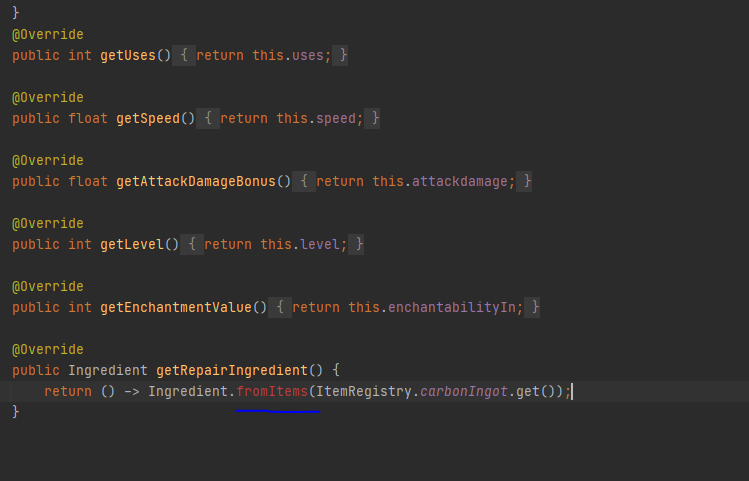 }
@Override
public int getUses() { return this.uses; }
@Override
public float getSpeed() { return this.speed; }
@Override
public float getAttackDamageBonus() { return this.attackdamage; }
@Override
public int getLevel() { return this.level; }
@Override
public int getEnchantmentValue() { return this.enchantabilityIn; }
@Override
public Ingredient getRepairIngredient() {
return () -> Ingredient.fromItems(ItemRegistry.carbonIngot.get());
}